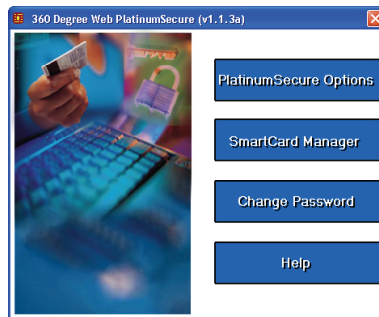 360 Degree Web PlatinumSecure (v1.1.3a)
PlatinumSecure Options
SmartCard Manager
Change Password
Help